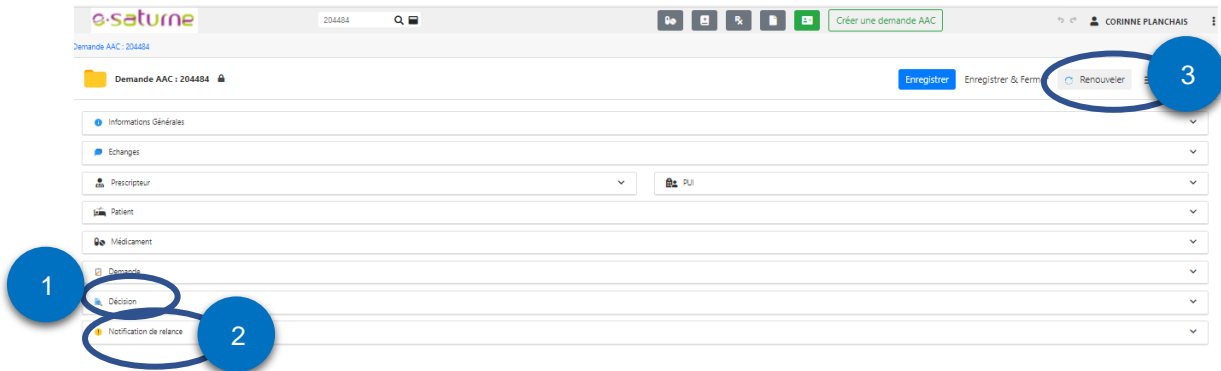 e-saturne
204484
Créer une demande AAC
CORINNE PLANCHAIS
Demande AAC : 204484
Demande AAC : 204484
Enregistrer
Enregistrer & Ferm
Renouveler
3
Informations Générales
Echanges
Prescripteur
PUI
Patient
Médicament
Demande
1
Décision
Notification de relance
2